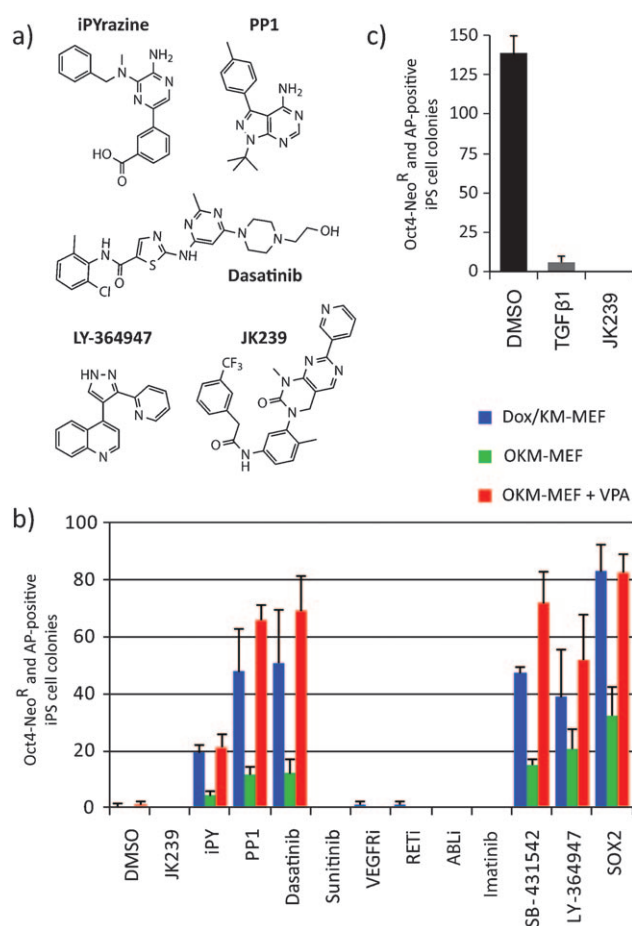 a)
iPYrazine
PP1
N
NH₂
N
N
N
HO
O
NH₂
N
N
N
N
N
N
N
N
N
OH
H
N
O
S
N
NH
Cl
Dasatinib
LY-364947
JK239
HN-N
N
N
CF₃
N
N
N
N
O
N
O
N
H
c)
Oct4-Neoᴿ and AP-positive
iPS cell colonies
150
125
100
75
50
25
0
DMSO
TGFβ1
JK239
Dox/KM-MEF
OKM-MEF
OKM-MEF + VPA
b)
Oct4-Neoᴿ and AP-positive
iPS cell colonies
100
80
60
40
20
0
DMSO
JK239
iPY
PP1
Dasatinib
Sunitinib
VEGFRi
RETi
ABLi
Imatinib
SB-431542
LY-364947
SOX2